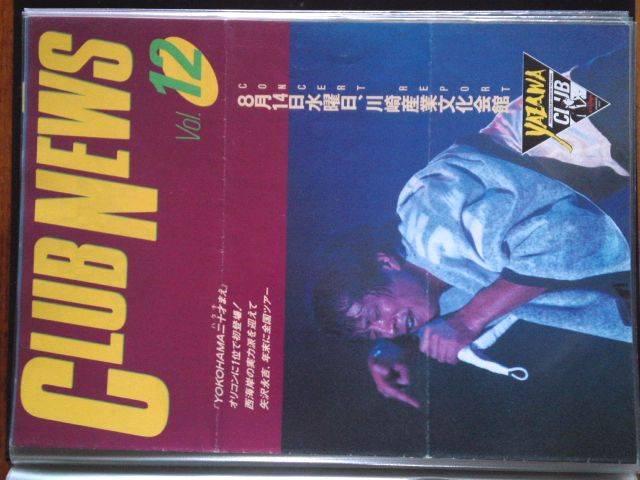 CLUB NEWS
Vol. 12
CONCERT REPORT
8月14日水曜日、川崎産業文化会館
YAZAWA
CLUB
『YOKOHAMA二十才まえ』
オリコンに1位で初登場!
西海岸の実力派を迎えて
矢沢永吉、年末に全国ツアー